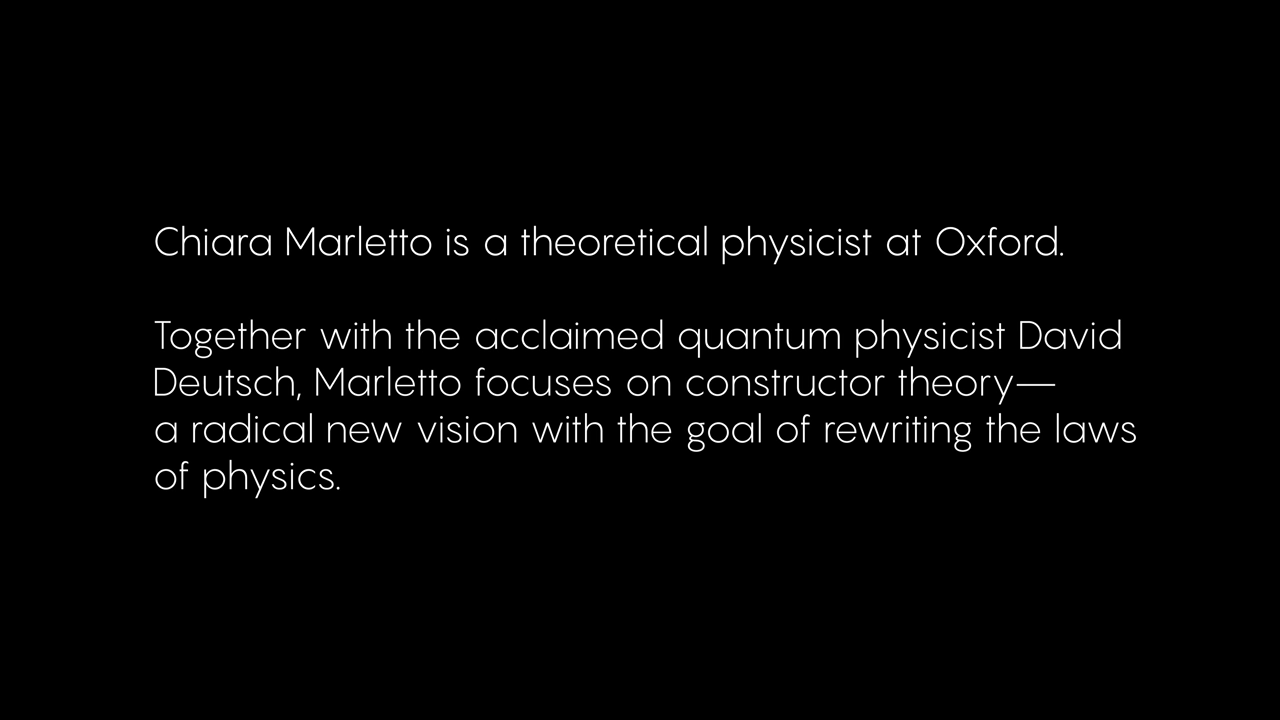 Chiara Marletto is a theoretical physicist at Oxford.
Together with the acclaimed quantum physicist David
Deutsch, Marletto focuses on constructor theory—
a radical new vision with the goal of rewriting the laws
of physics.